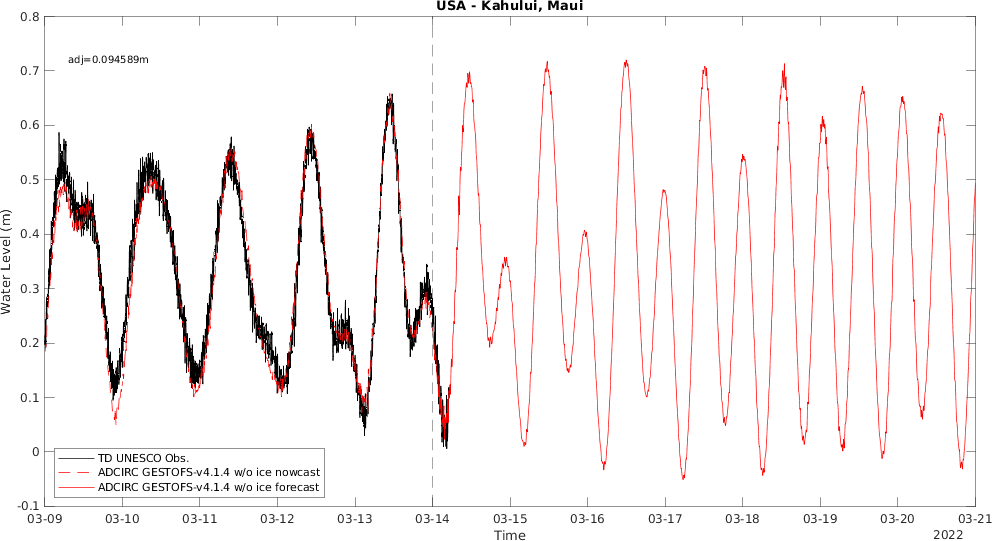 USA - Kahului, Maui
0.8
0.7
0.6
0.5
0.4
0.3
0.2
0.1
0
-0.1
Water Level (m)
adj=0.094589m
TD UNESCO Obs.
ADCIRC GESTOFS-v4.1.4 w/o ice nowcast
ADCIRC GESTOFS-v4.1.4 w/o ice forecast
03-09 03-10 03-11 03-12 03-13 03-14 03-15 03-16 03-17 03-18 03-19 03-20 03-21
Time
2022